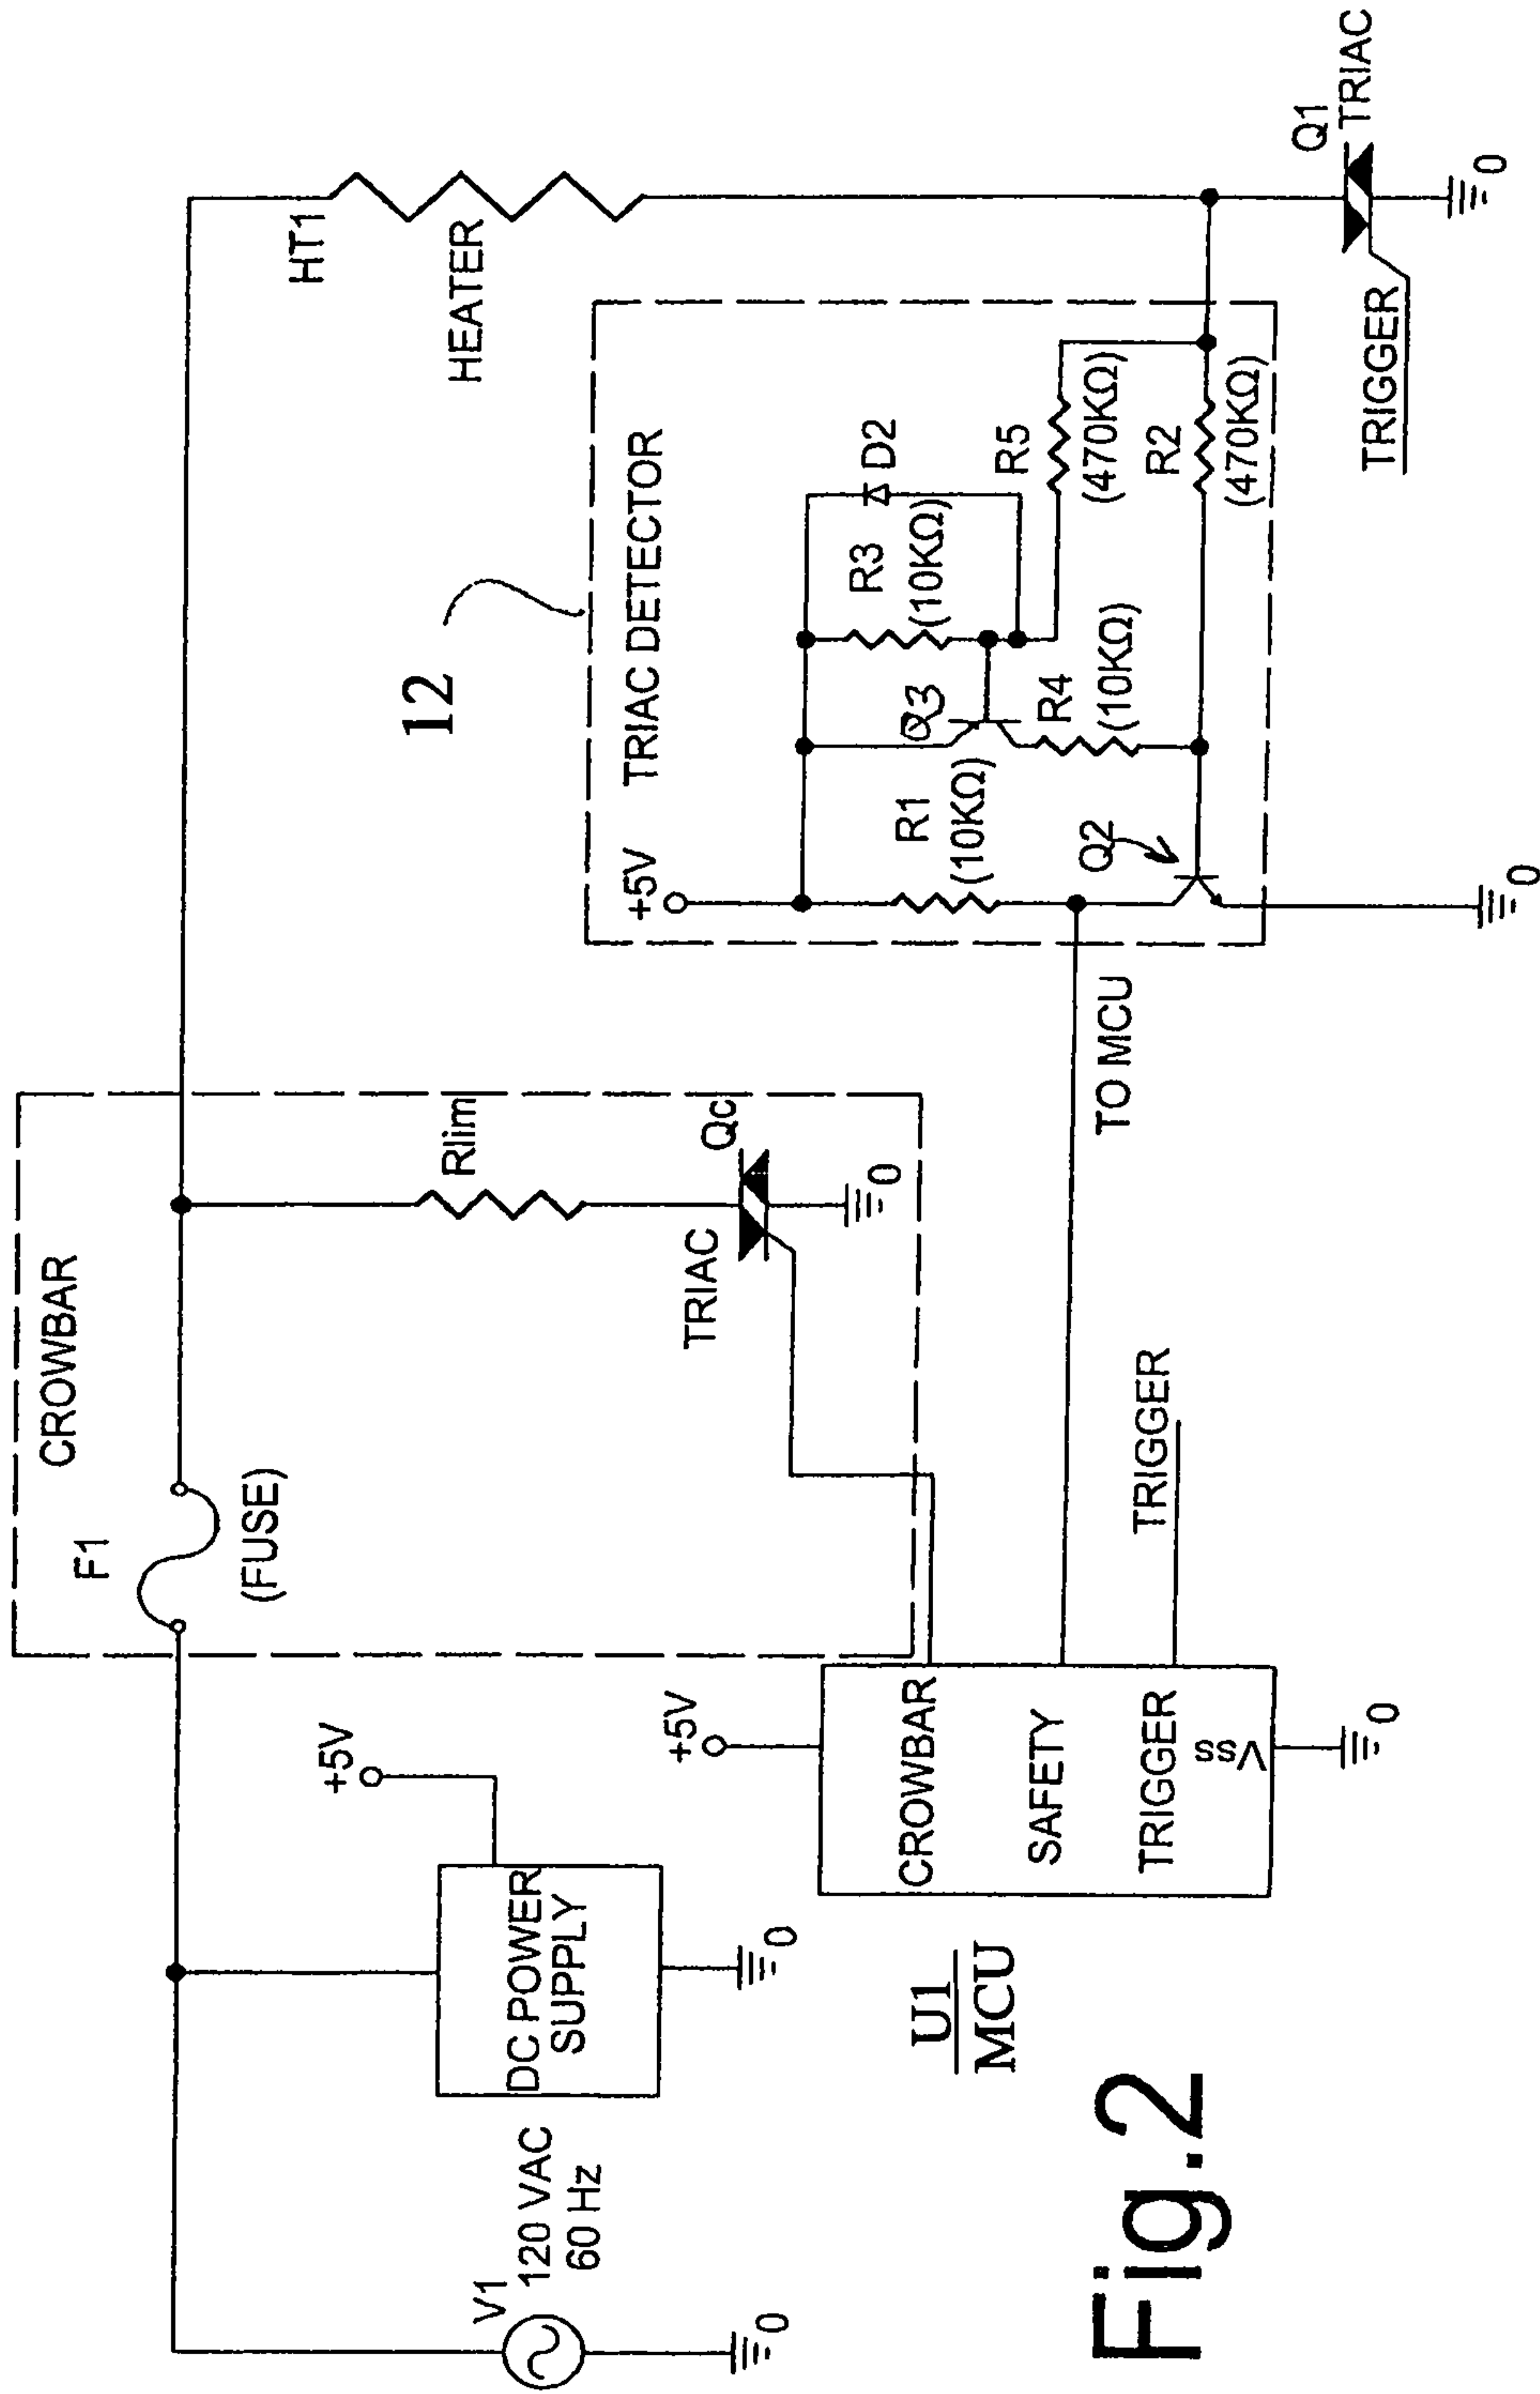 CROWBAR
F1
(FUSE)
Rlim
TRIAC
Qc
0
HT1
HEATER
12
TRIAC DETECTOR
+5V
R1
(10KΩ)
Q3
R3
(10KΩ)
D2
R4
(10KΩ)
R5
(470KΩ)
R2
(470KΩ)
Q2
0
Q1
TRIAC
0
TRIGGER
TO MCU
V1
120 VAC
60 Hz
0
DC POWER
SUPPLY
+5V
0
+5V
CROWBAR
SAFETY
TRIGGER
Vss
0
TRIGGER
U1
MCU
Fig.2